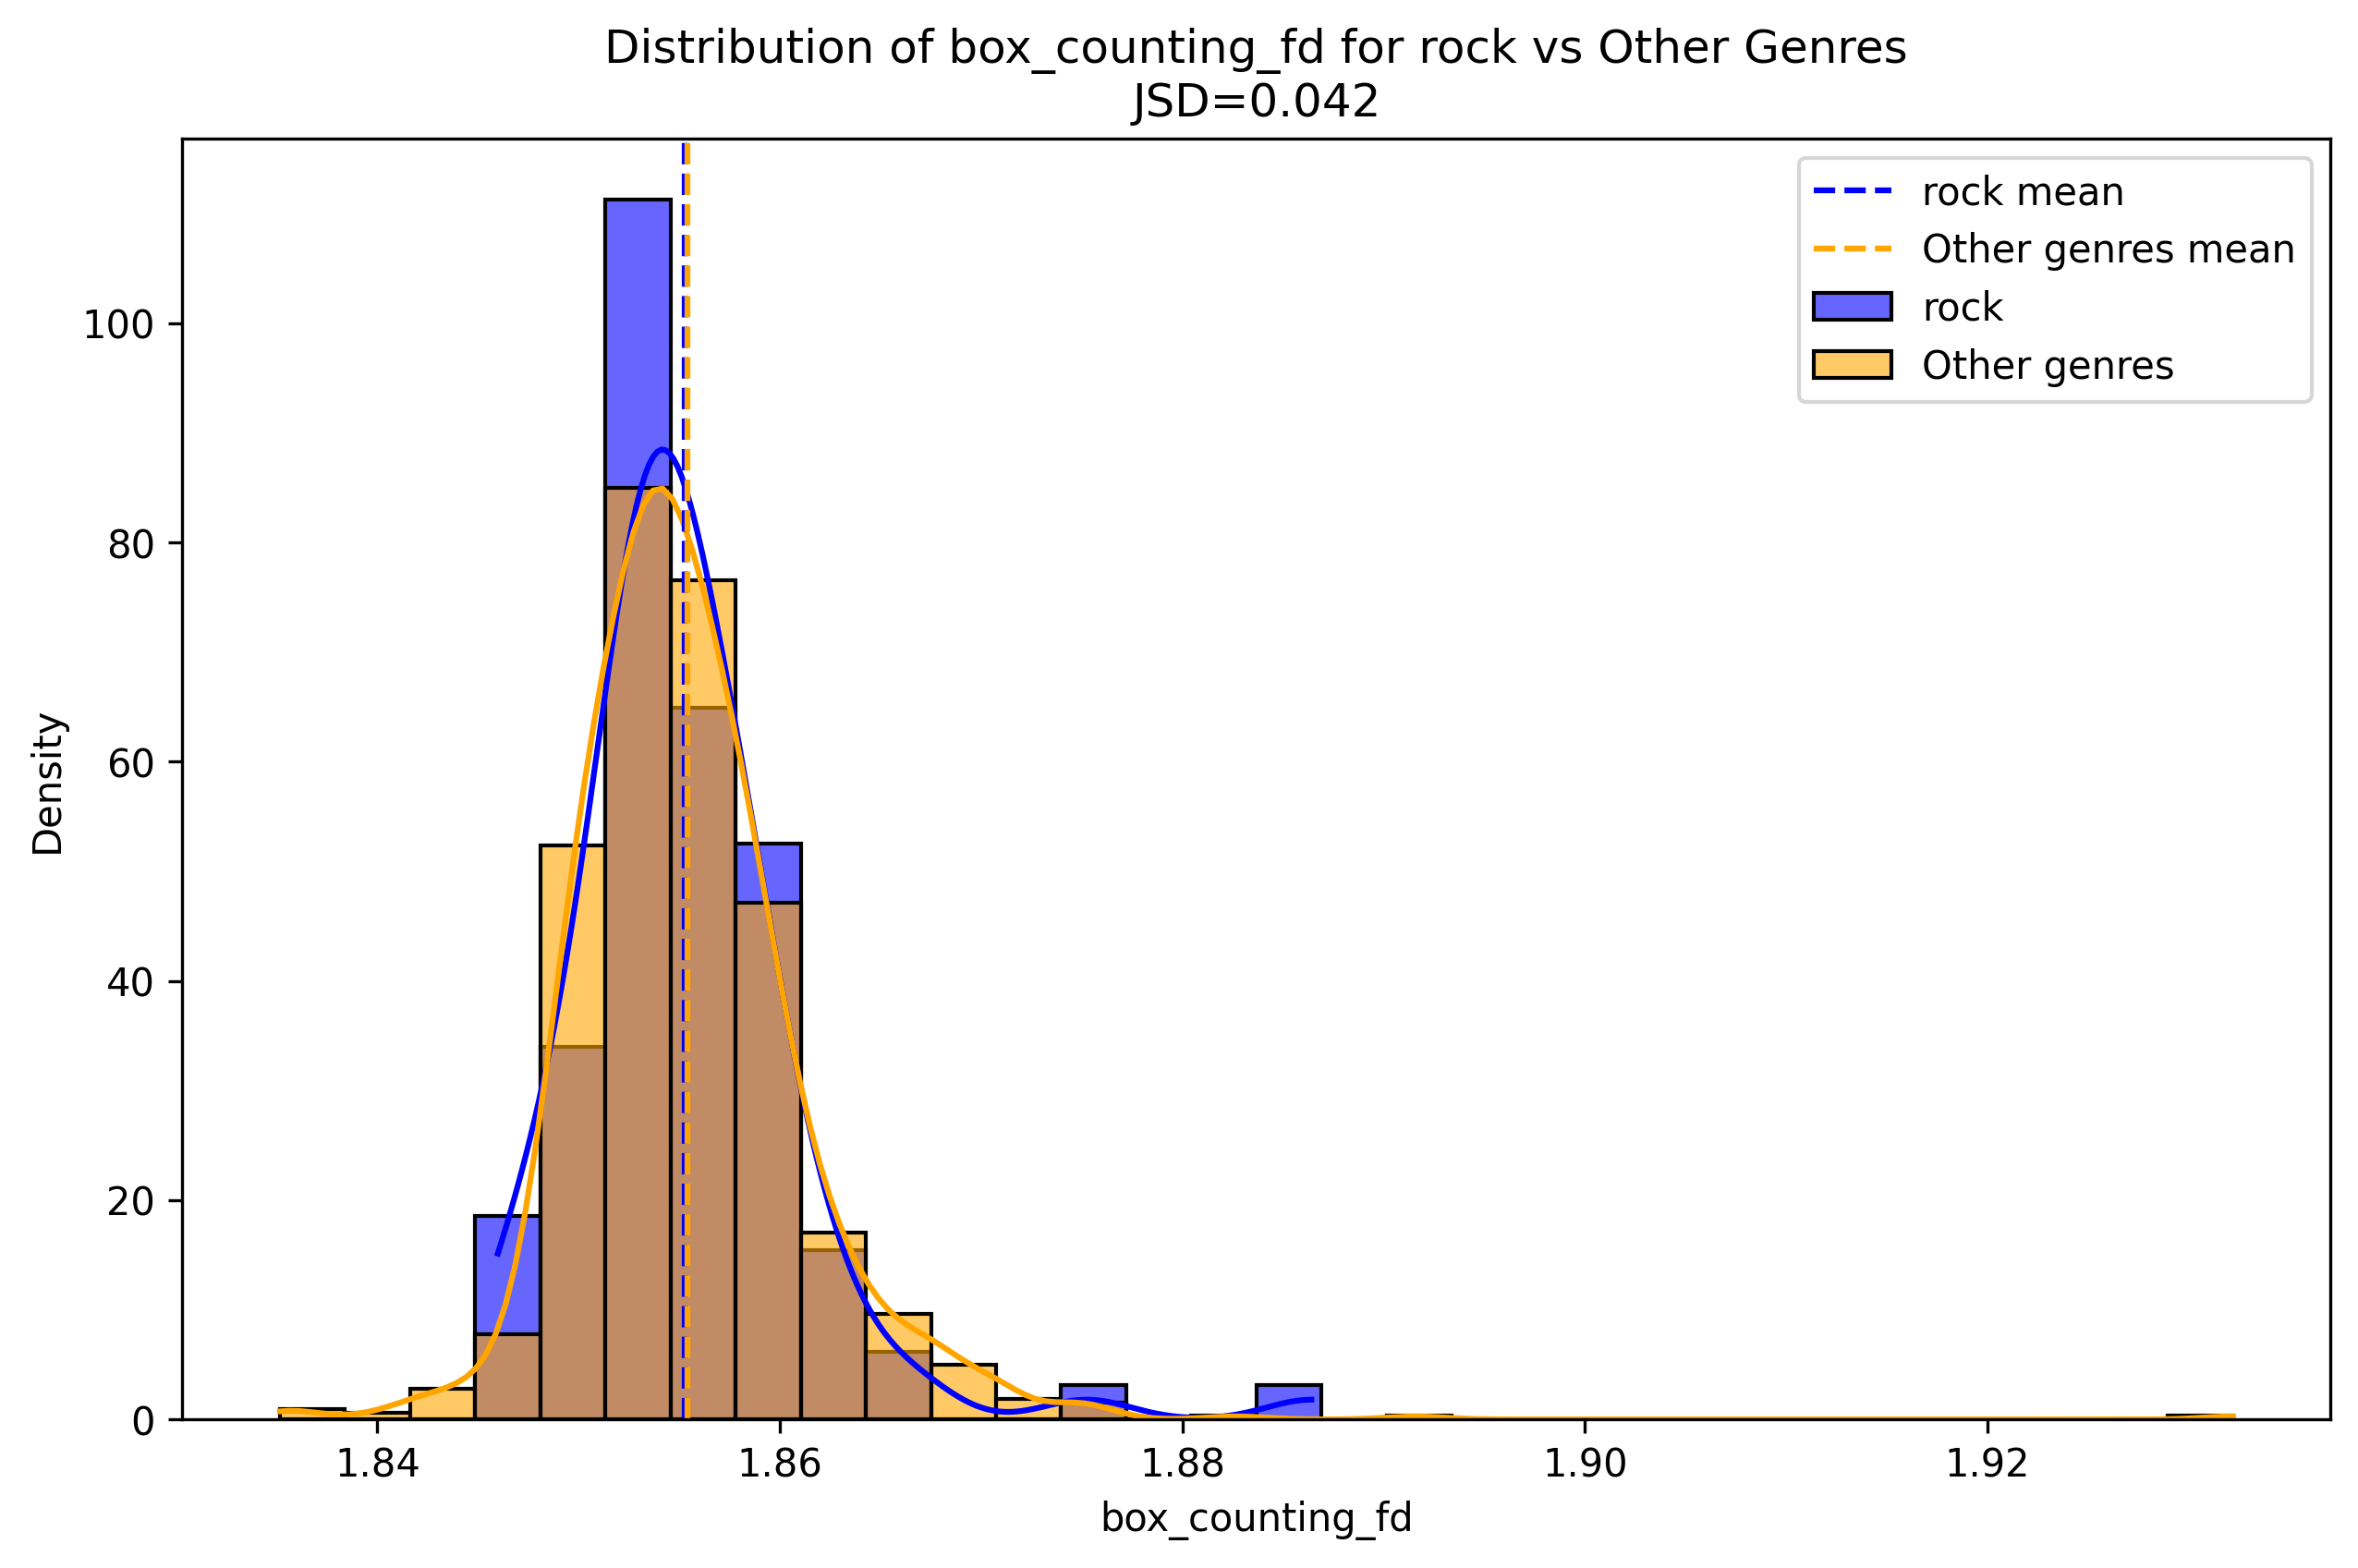 Distribution of box_counting_fd for rock vs Other Genres
JSD=0.042
rock mean
Other genres mean
rock
Other genres
Density
100
80
60
40
20
0
1.84
1.86
1.88
1.90
1.92
box_counting_fd